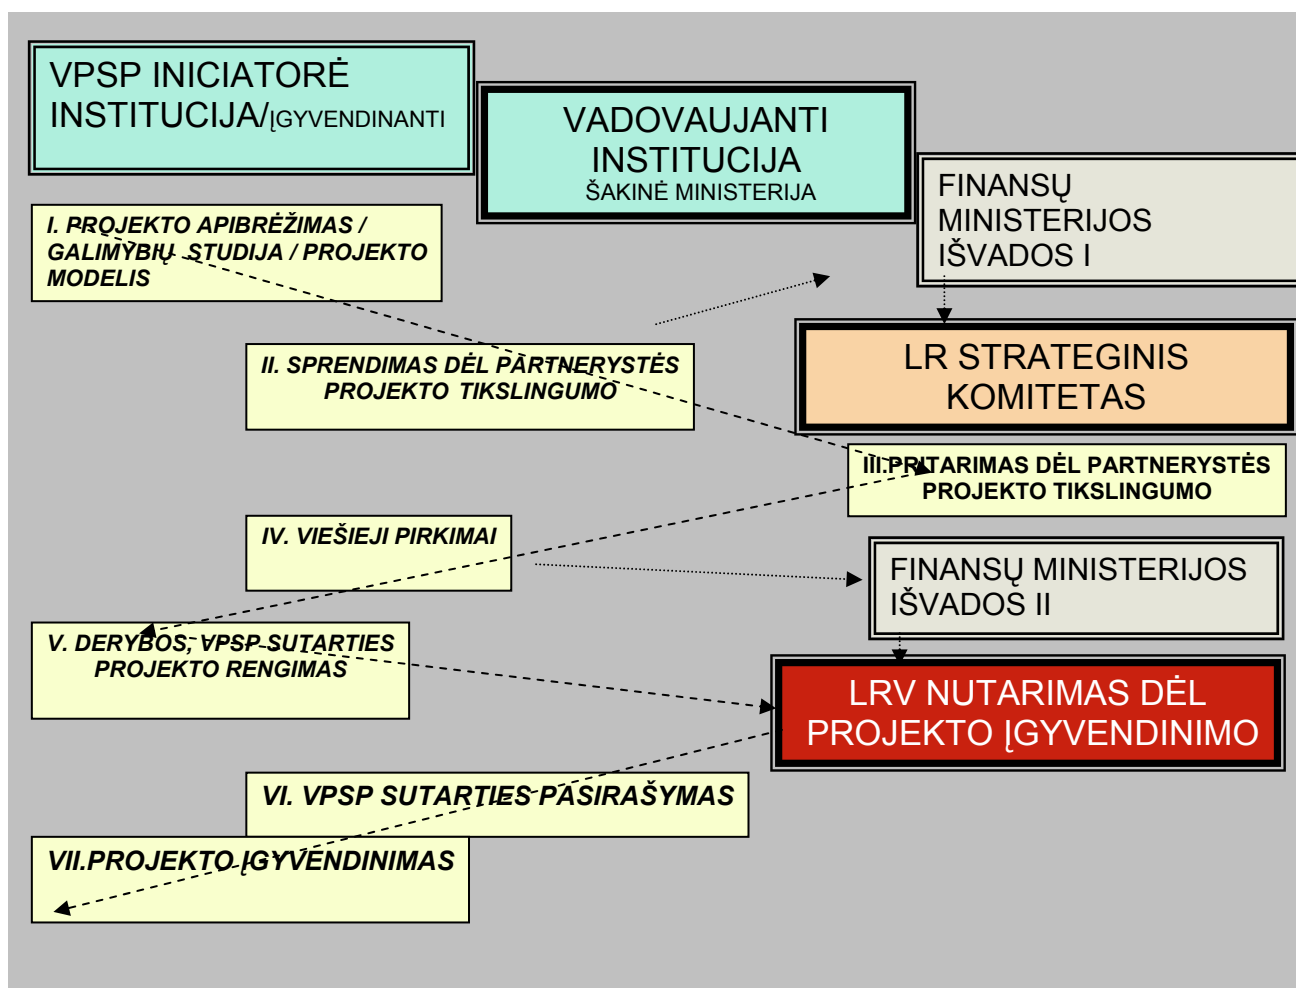 VPSP INICIATORĖ
INSTITUCIJA/ĮGYVENDINANTI
VADOVAUJANTI
INSTITUCIJA
ŠAKINĖ MINISTERIJA
FINANSŲ
MINISTERIJOS
IŠVADOS I
I. PROJEKTO APIBRĖŽIMAS /
GALIMYBIŲ STUDIJA / PROJEKTO
MODELIS
LR STRATEGINIS
KOMITETAS
II. SPRENDIMAS DĖL PARTNERYSTĖS
PROJEKTO TIKSLINGUMO
III.PRITARIMAS DĖL PARTNERYSTĖS
PROJEKTO TIKSLINGUMO
IV. VIEŠIEJI PIRKIMAI
FINANSŲ MINISTERIJOS
IŠVADOS II
V. DERYBOS, VPSP SUTARTIES
PROJEKTO RENGIMAS
LRV NUTARIMAS DĖL
PROJEKTO ĮGYVENDINIMO
VI. VPSP SUTARTIES PASIRAŠYMAS
VII.PROJEKTO ĮGYVENDINIMAS